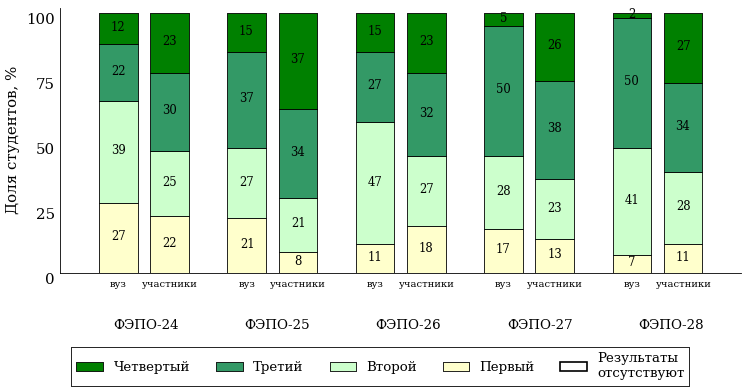 Доля студентов, %
100
75
50
25
0
12 23 15 37 15 23 5 26 2 27
22 30 37 34 27 32 50 38 50 34
39 25 27 21 47 27 28 23 41 28
27 22 21 8 11 18 17 13 7 11
вуз участники вуз участники вуз участники вуз участники вуз участники
ФЭПО-24 ФЭПО-25 ФЭПО-26 ФЭПО-27 ФЭПО-28
Четвертый Третий Второй Первый Результаты
отсутствуют